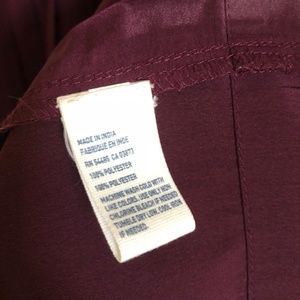 MADE IN INDIA
FABRIQUE EN INDE
RN 54486 CA 03877
100% POLYESTER
100% POLYESTER
MACHINE WASH COLD WITH
LIKE COLORS. USE ONLY NON
CHLORINE BLEACH IF NEEDED.
TUMBLE DRY LOW, COOL IRON
IF NEEDED.